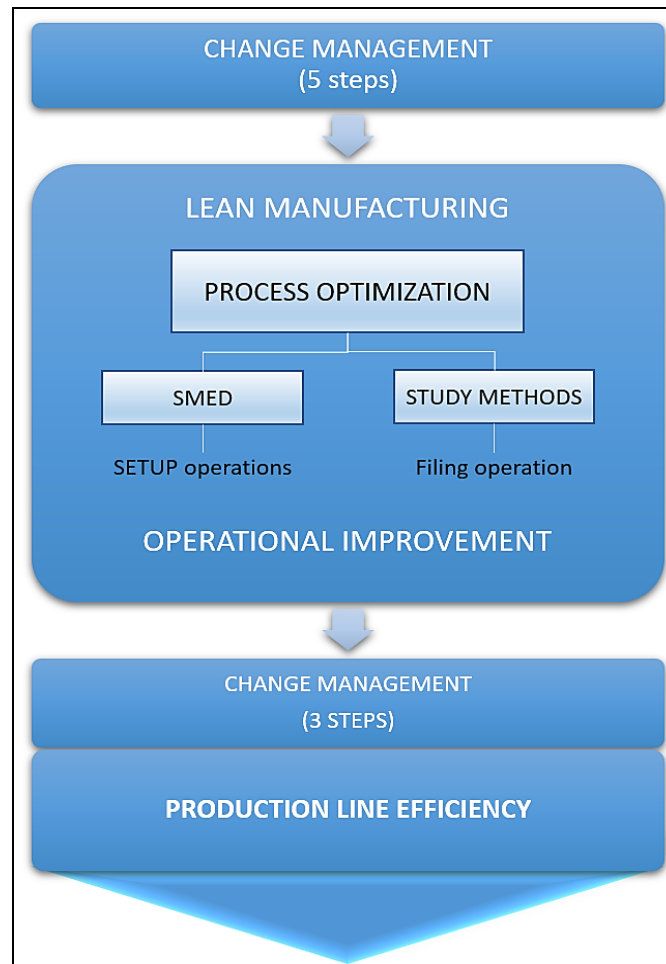 CHANGE MANAGEMENT
(5 steps)
LEAN MANUFACTURING
PROCESS OPTIMIZATION
SMED
STUDY METHODS
SETUP operations
Filing operation
OPERATIONAL IMPROVEMENT
CHANGE MANAGEMENT
(3 STEPS)
PRODUCTION LINE EFFICIENCY